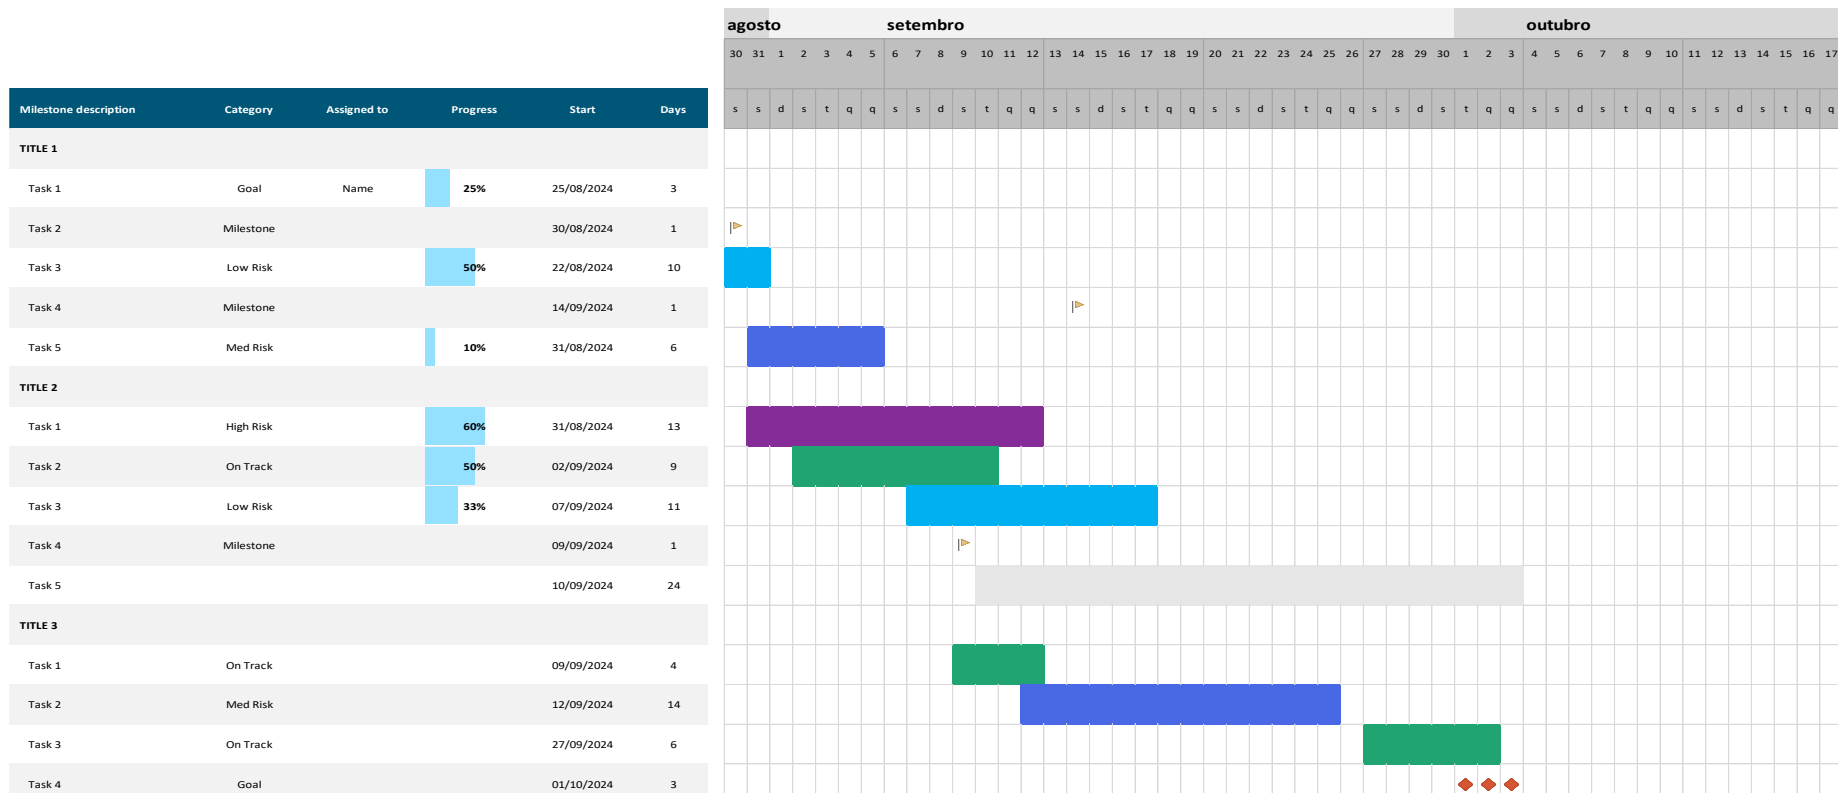 agosto setembro outubro
30 31 1 2 3 4 5 6 7 8 9 10 11 12 13 14 15 16 17 18 19 20 21 22 23 24 25 26 27 28 29 30 1 2 3 4 5 6 7 8 9 10 11 12 13 14 15 16 17
Milestone description Category Assigned to Progress Start Days s s d s t q q s s d s t q q s s d s t q q s s d s t q q s s d s t q q s s d s t q q s s d s t q q
TITLE 1
Task 1 Goal Name 25% 25/08/2024 3
Task 2 Milestone 30/08/2024 1
Task 3 Low Risk 50% 22/08/2024 10
Task 4 Milestone 14/09/2024 1
Task 5 Med Risk 10% 31/08/2024 6
TITLE 2
Task 1 High Risk 60% 31/08/2024 13
Task 2 On Track 50% 02/09/2024 9
Task 3 Low Risk 33% 07/09/2024 11
Task 4 Milestone 09/09/2024 1
Task 5 10/09/2024 24
TITLE 3
Task 1 On Track 09/09/2024 4
Task 2 Med Risk 12/09/2024 14
Task 3 On Track 27/09/2024 6
Task 4 Goal 01/10/2024 3